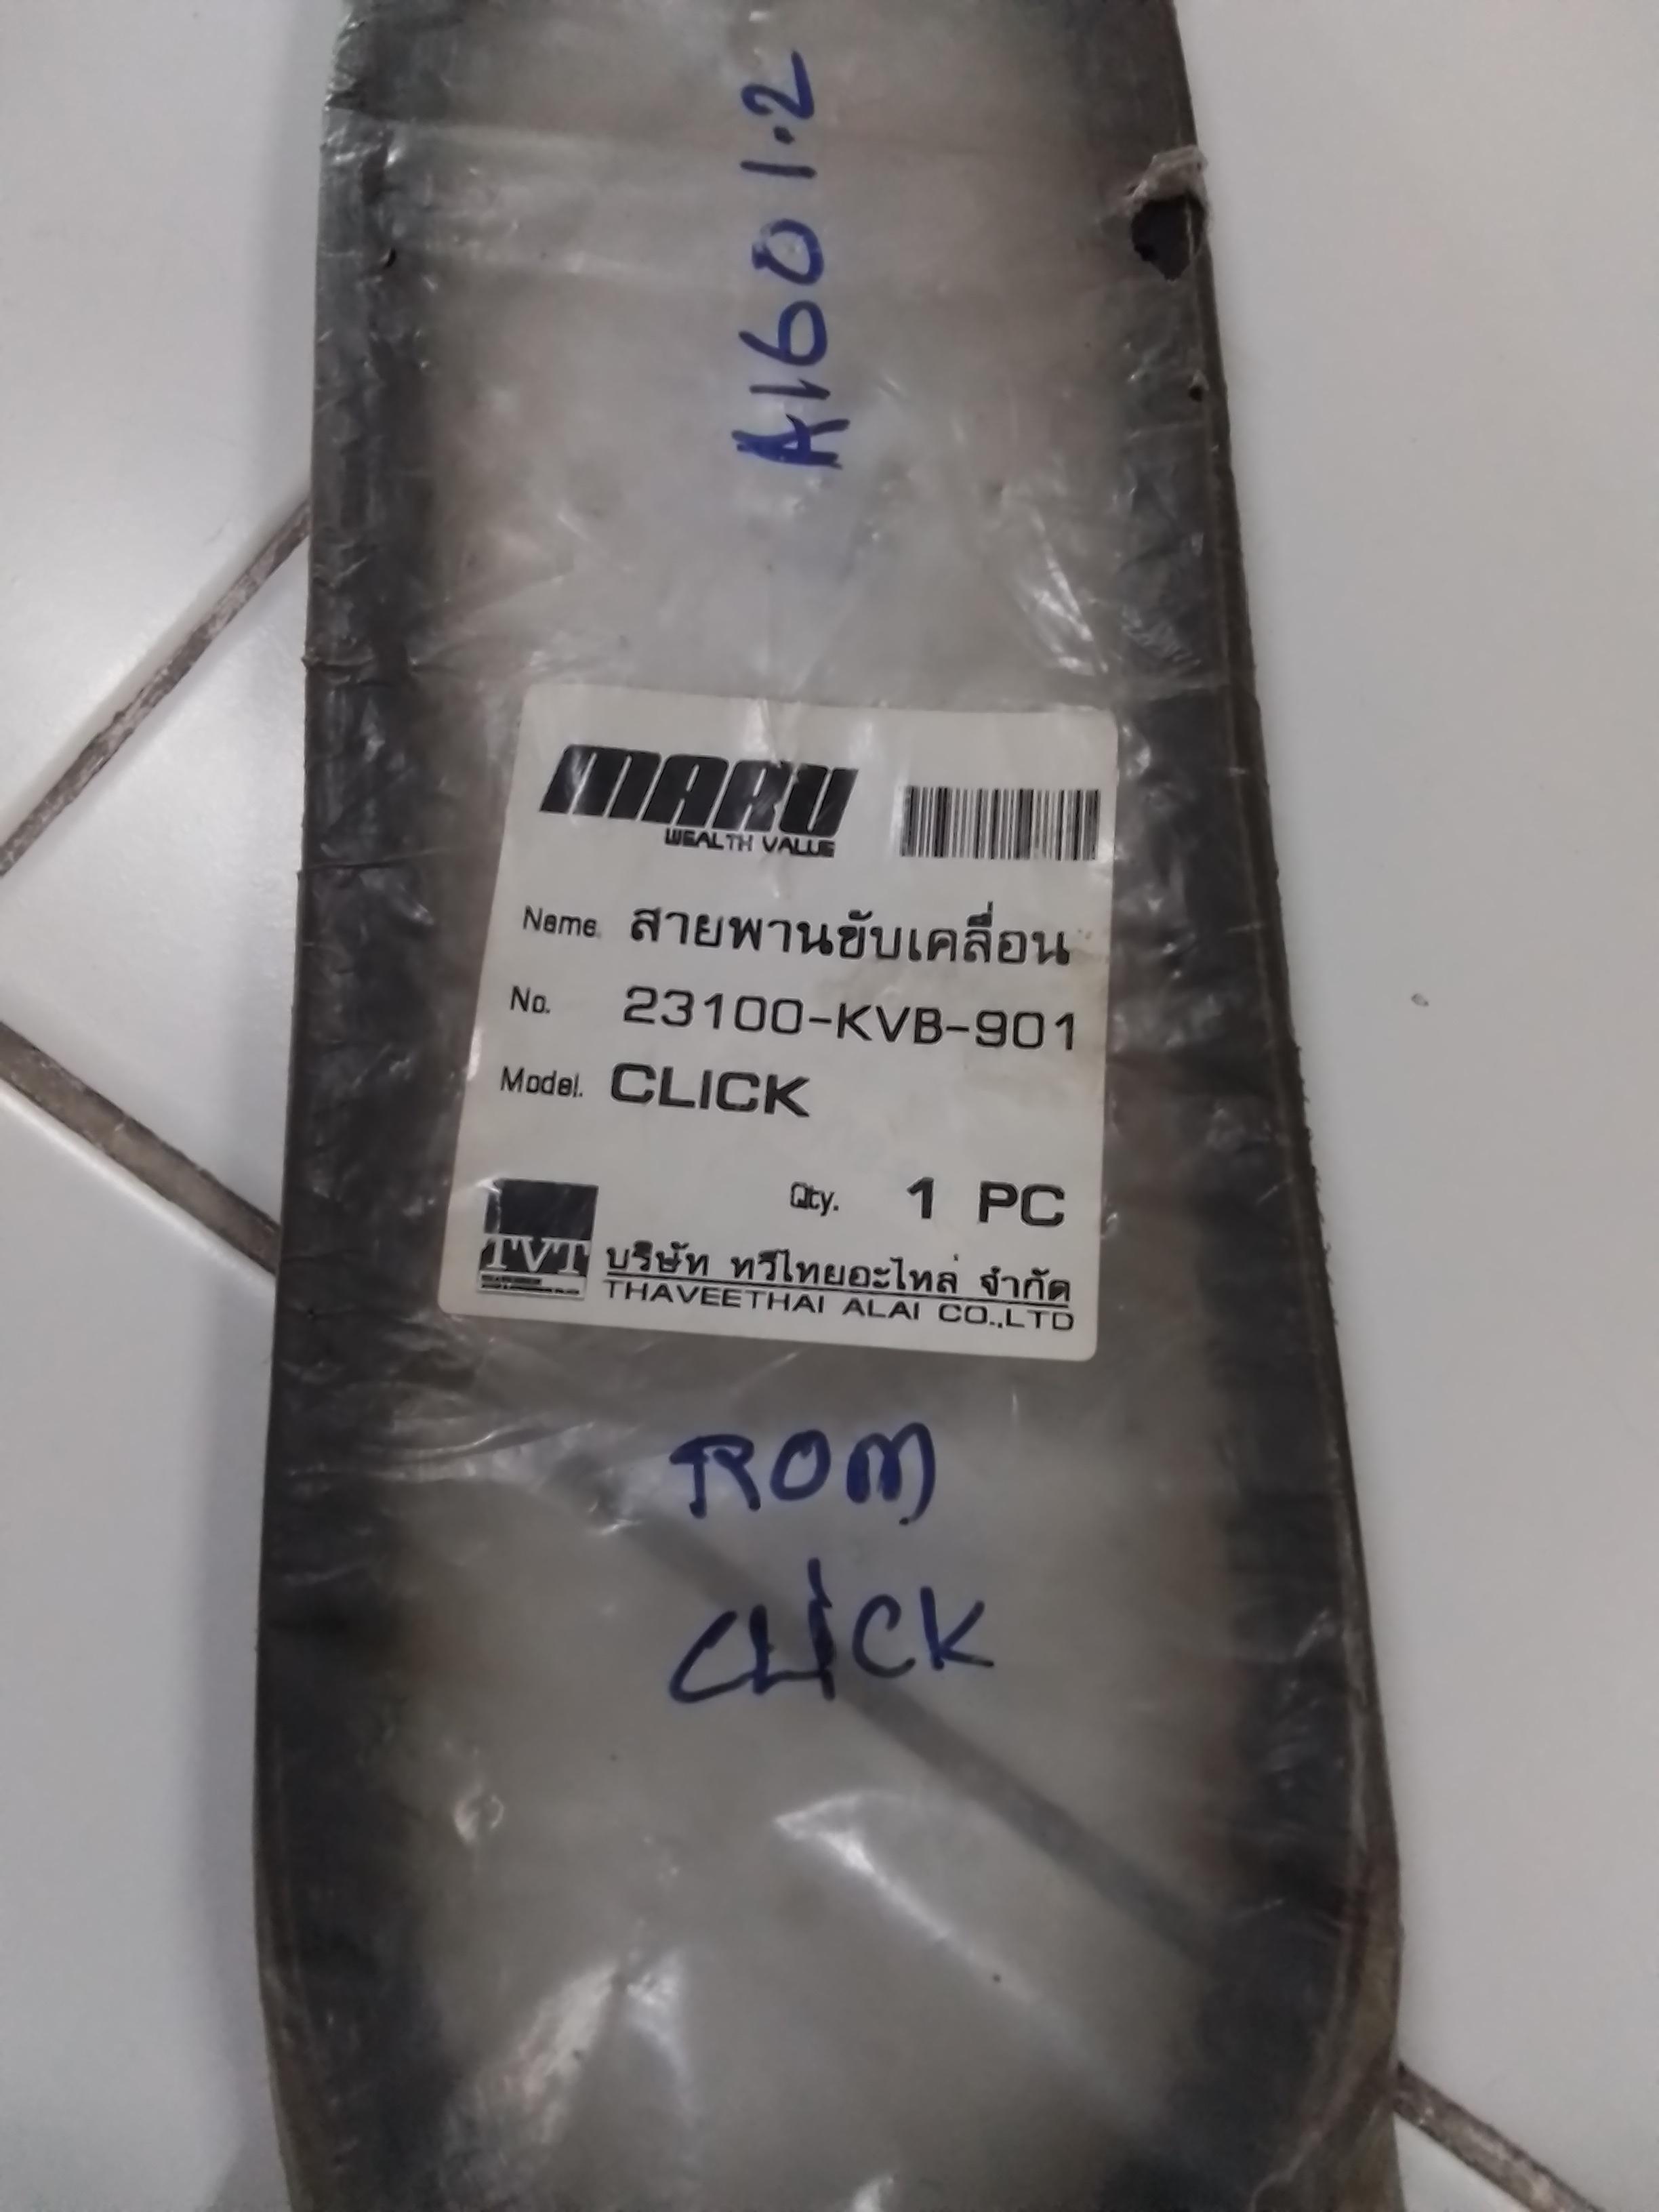 A160 1.2
MARU
WEALTH VALUE
Name. สายพานขับเคลื่อน
No. 23100-KVB-901
Model. CLICK
Qty. 1 PC
TVT
บริษัท ทวีไทยอะไหล่ จำกัด
THAVEETHAI ALAI CO.,LTD
ROM
CLICK